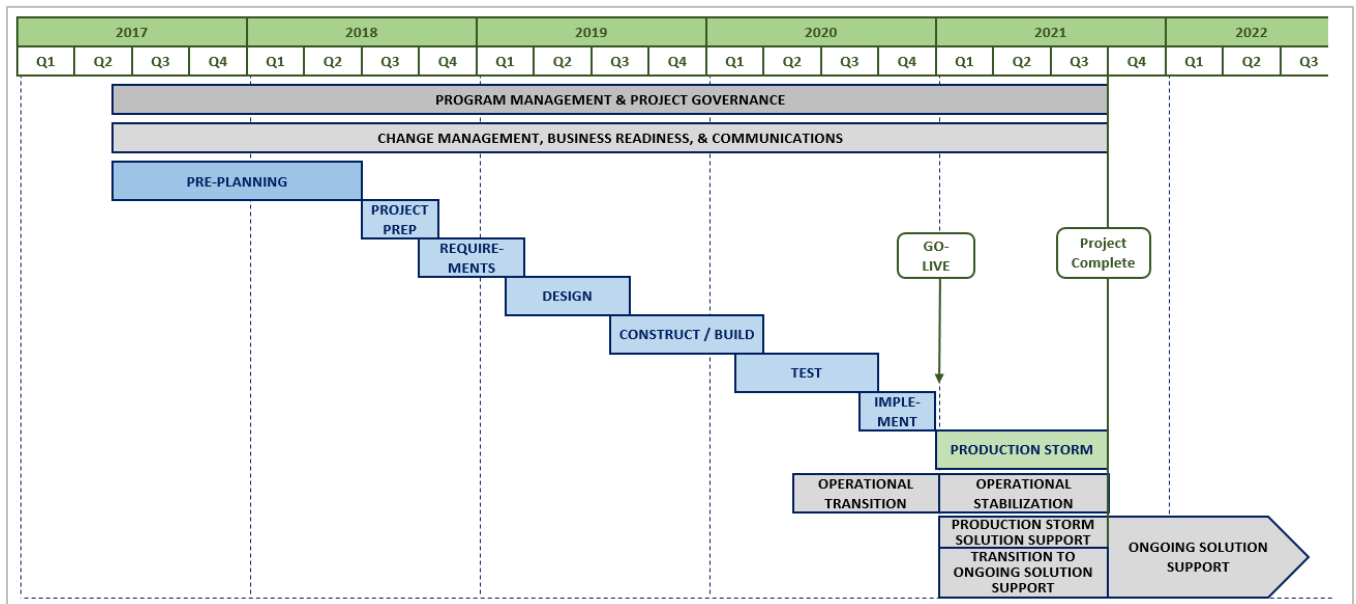 2017 2018 2019 2020 2021 2022
Q1 Q2 Q3 Q4 Q1 Q2 Q3 Q4 Q1 Q2 Q3 Q4 Q1 Q2 Q3 Q4 Q1 Q2 Q3 Q4 Q1 Q2 Q3
PROGRAM MANAGEMENT & PROJECT GOVERNANCE
CHANGE MANAGEMENT, BUSINESS READINESS, & COMMUNICATIONS
PRE-PLANNING
PROJECT
PREP
REQUIRE-
MENTS
GO-
LIVE
Project
Complete
DESIGN
CONSTRUCT / BUILD
TEST
IMPLE-
MENT
PRODUCTION STORM
OPERATIONAL
TRANSITION
OPERATIONAL
STABILIZATION
PRODUCTION STORM
SOLUTION SUPPORT
TRANSITION TO
ONGOING SOLUTION
SUPPORT
ONGOING SOLUTION
SUPPORT